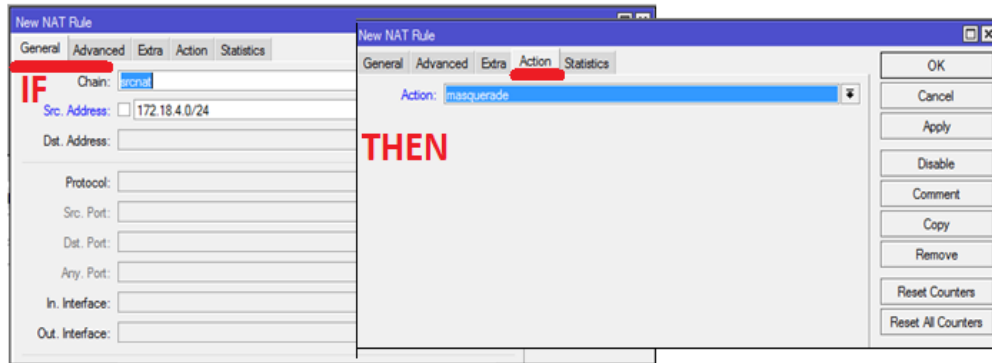 New NAT Rule
General Advanced Extra Action Statistics
IF
Chain: srcnat
Src. Address: 172.18.4.0/24
Dst. Address:
Protocol:
Src. Port:
Dst. Port:
Any. Port:
In. Interface:
Out. Interface:
New NAT Rule
General Advanced Extra Action Statistics
Action: masquerade
THEN
OK
Cancel
Apply
Disable
Comment
Copy
Remove
Reset Counters
Reset All Counters